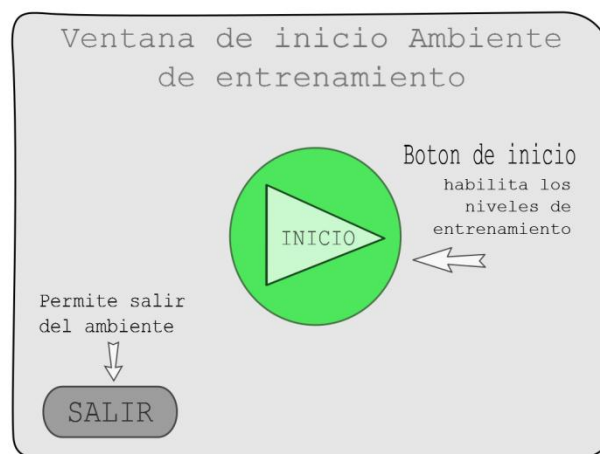 Ventana de inicio Ambiente
de entrenamiento
Boton de inicio
habilita los
niveles de
entrenamiento
INICIO
Permite salir
del ambiente
SALIR